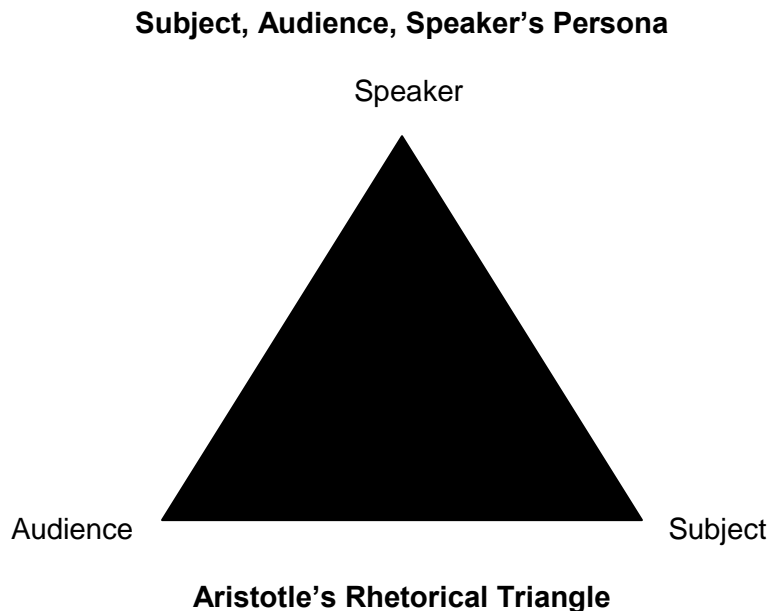 Subject, Audience, Speaker’s Persona
Speaker
Audience
Subject
Aristotle’s Rhetorical Triangle